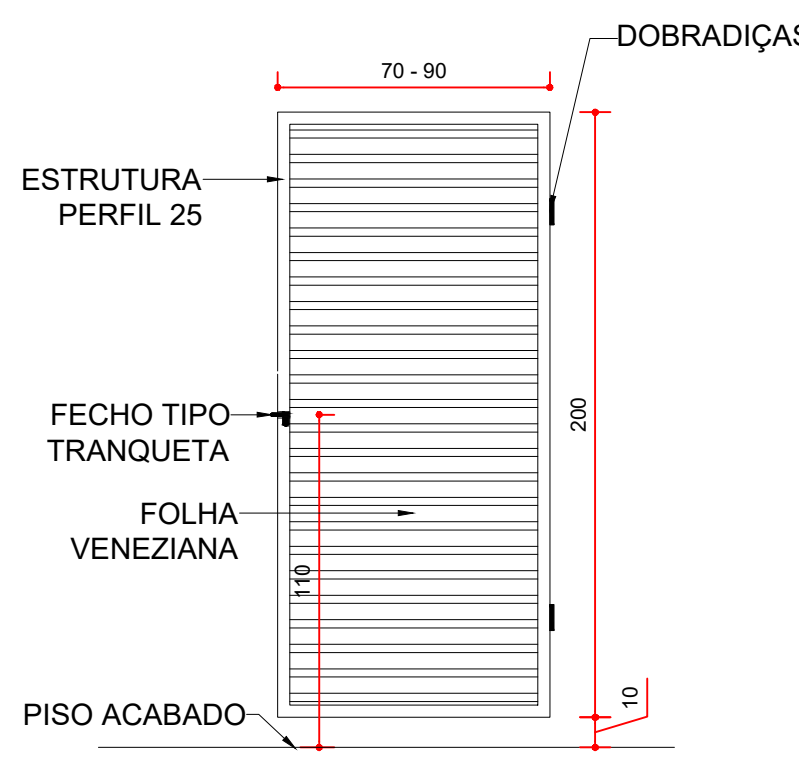 DOBRADIÇAS
70 - 90
ESTRUTURA
PERFIL 25
200
FECHO TIPO
TRANQUETA
FOLHA
VENEZIANA
110
10
PISO ACABADO